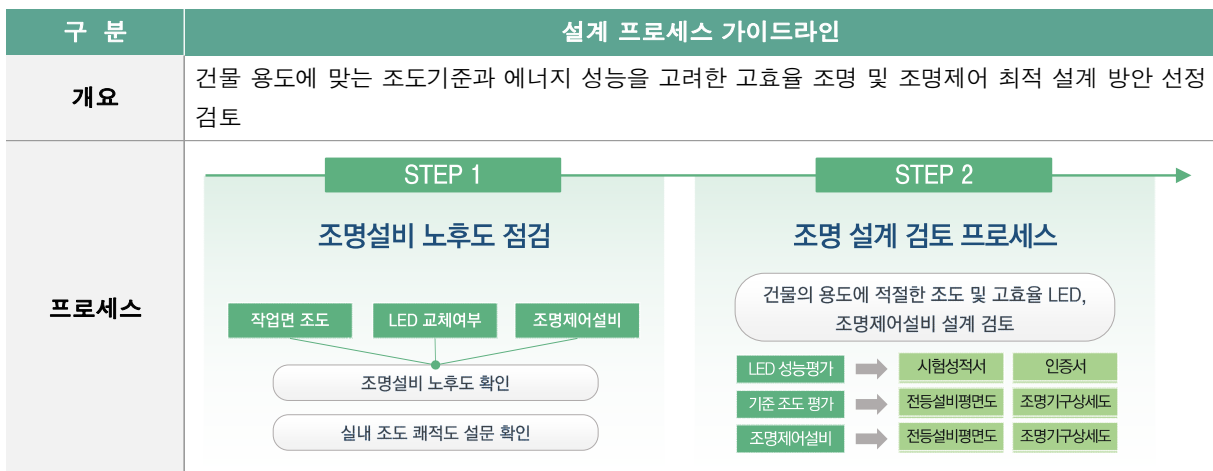 구 분
설계 프로세스 가이드라인
개요
건물 용도에 맞는 조도기준과 에너지 성능을 고려한 고효율 조명 및 조명제어 최적 설계 방안 선정
검토
프로세스
STEP 1
조명설비 노후도 점검
작업면 조도
LED 교체여부
조명제어설비
조명설비 노후도 확인
실내 조도 쾌적도 설문 확인
STEP 2
조명 설계 검토 프로세스
건물의 용도에 적절한 조도 및 고효율 LED,
조명제어설비 설계 검토
LED 성능평가
시험성적서
인증서
기준 조도 평가
전등설비평면도
조명기구상세도
조명제어설비
전등설비평면도
조명기구상세도